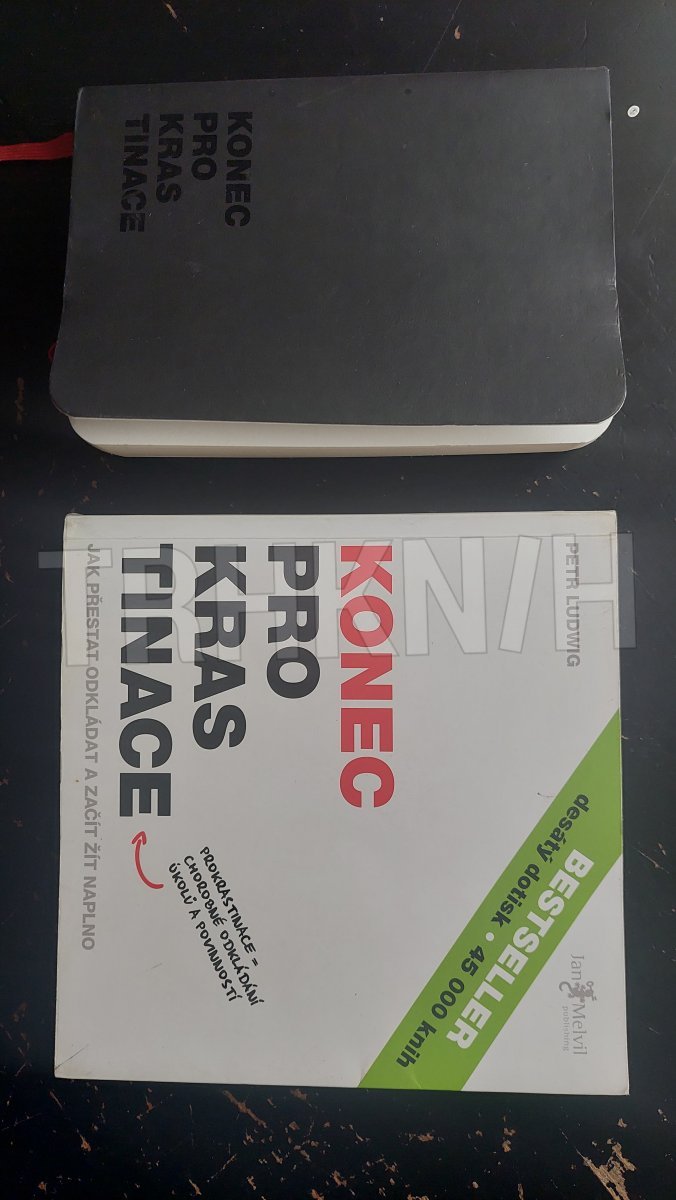 KONEC
PRO
KRAS
TINACE
PETR LUDWIG
KONEC
PRO
KRAS
TINACE
JAK PŘESTAT ODKLÁDAT A ZAČÍT ŽÍT NAPLNO
PROKRASTINACE =
CHOROBNÉ ODKLÁDÁNÍ
ÚKOLŮ A POVINNOSTÍ
BESTSELLER
desátý dotisk • 45 000 knih
Jan Melvil
publishing
TRHKN/H